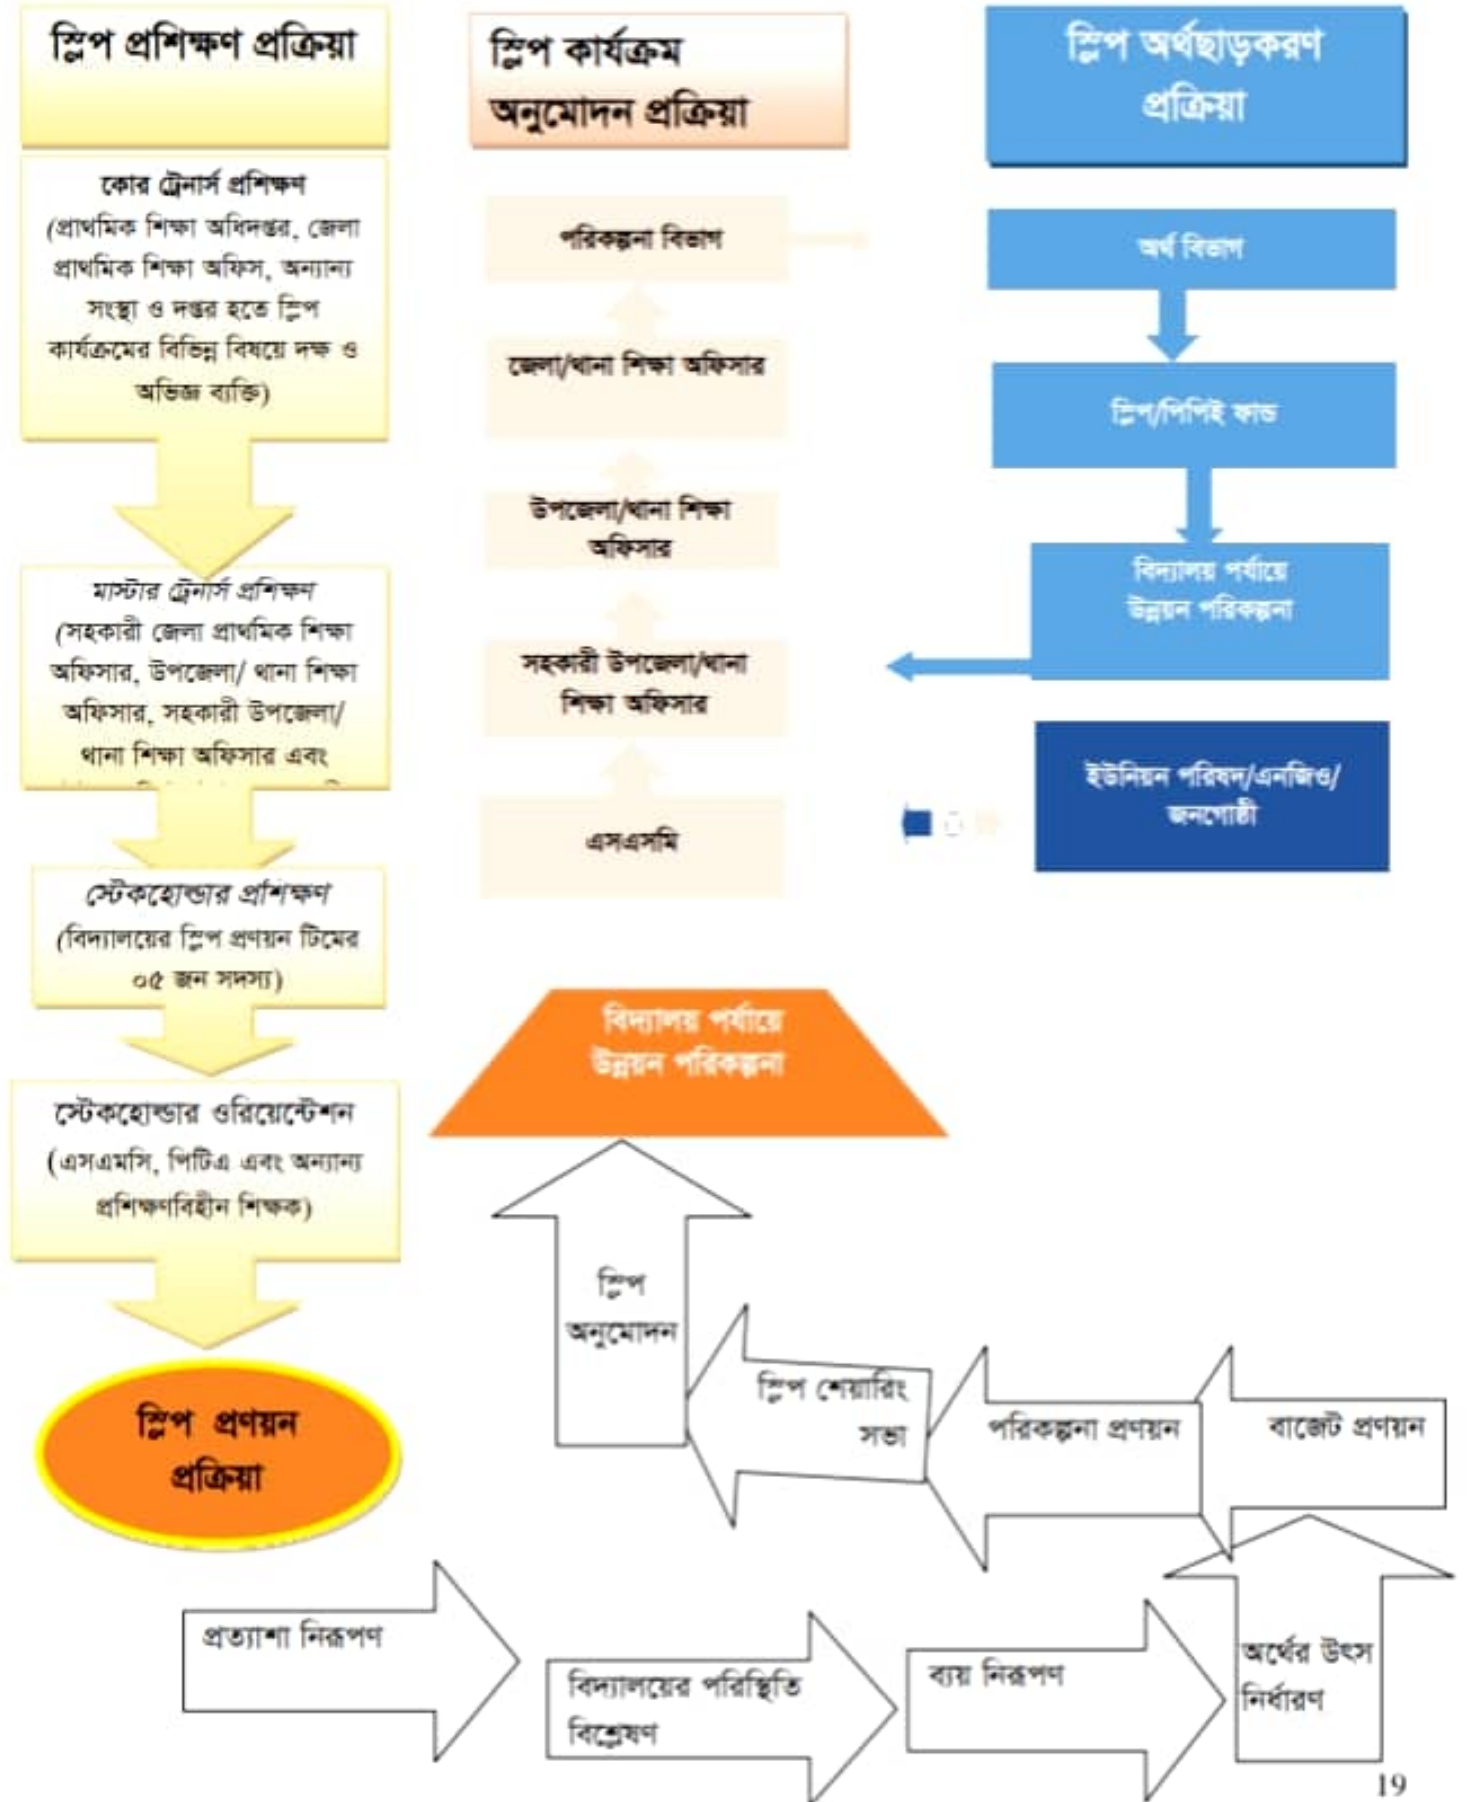 স্লিপ প্রশিক্ষণ প্রক্রিয়া
কোর ট্রেনার্স প্রশিক্ষণ
(প্রাথমিক শিক্ষা অধিদপ্তর, জেলা
প্রাথমিক শিক্ষা অফিস, অন্যান্য
সংস্থা ও দপ্তর হতে স্লিপ
কার্যক্রমের বিভিন্ন বিষয়ে দক্ষ ও
অভিজ্ঞ ব্যক্তি)
মাস্টার ট্রেনার্স প্রশিক্ষণ
(সহকারী জেলা প্রাথমিক শিক্ষা
অফিসার, উপজেলা/ থানা শিক্ষা
অফিসার, সহকারী উপজেলা/
থানা শিক্ষা অফিসার এবং
স্টেকহোল্ডার প্রশিক্ষণ
(বিদ্যালয়ের স্লিপ প্রণয়ন টিমের
০৫ জন সদস্য)
স্টেকহোল্ডার ওরিয়েন্টেশন
(এসএমসি, পিটিএ এবং অন্যান্য
প্রশিক্ষণবিহীন শিক্ষক)
স্লিপ প্রণয়ন
প্রক্রিয়া
স্লিপ কার্যক্রম
অনুমোদন প্রক্রিয়া
পরিকল্পনা বিভাগ
জেলা/থানা শিক্ষা অফিসার
উপজেলা/থানা শিক্ষা
অফিসার
সহকারী উপজেলা/থানা
শিক্ষা অফিসার
এসএসমি
স্লিপ অর্থছাড়করণ
প্রক্রিয়া
অর্থ বিভাগ
স্লিপ/পিপিই ফান্ড
বিদ্যালয় পর্যায়ে
উন্নয়ন পরিকল্পনা
ইউনিয়ন পরিষদ/এনজিও/
জনগোষ্ঠী
বিদ্যালয় পর্যায়ে
উন্নয়ন পরিকল্পনা
স্লিপ
অনুমোদন
স্লিপ শেয়ারিং
সভা
পরিকল্পনা প্রণয়ন
বাজেট প্রণয়ন
প্রত্যাশা নিরূপণ
বিদ্যালয়ের পরিস্থিতি
বিশ্লেষণ
ব্যয় নিরূপণ
অর্থের উৎস
নির্ধারণ
19